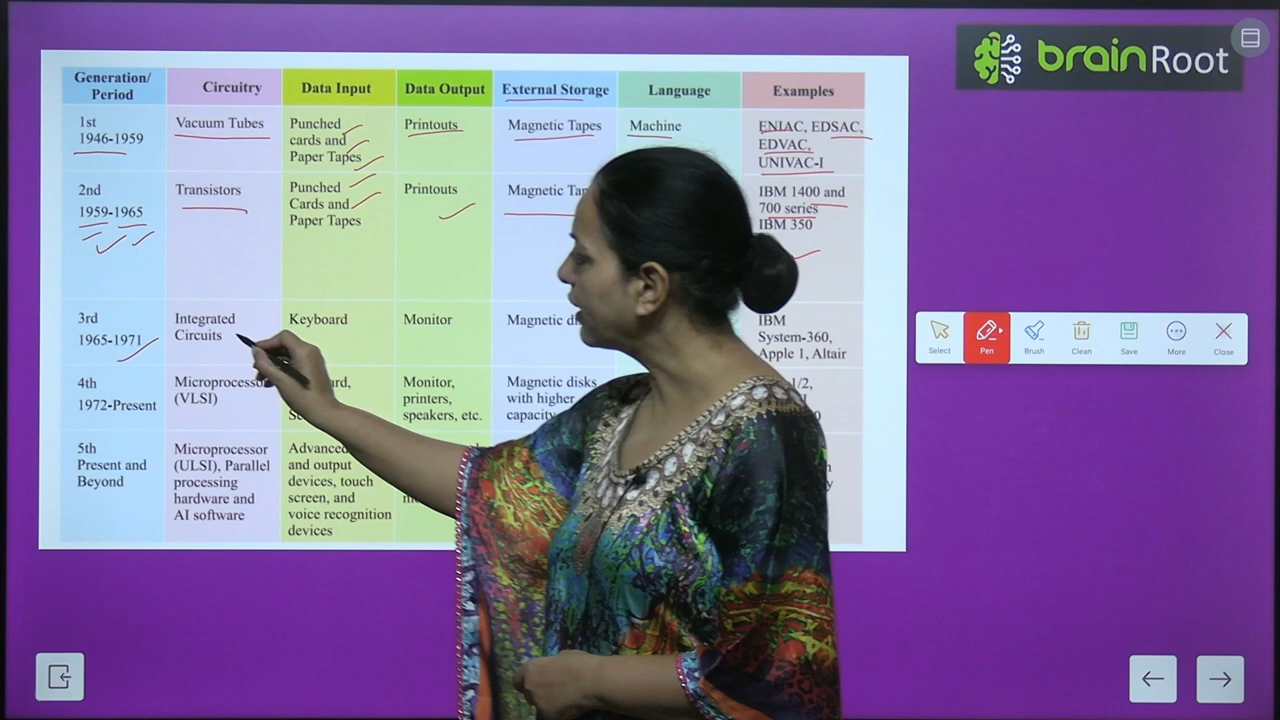 brainRoot
Generation/
Period
Circuitry
Data Input
Data Output
External Storage
Language
Examples
1st
1946-1959
Vacuum Tubes
Punched
cards and
Paper Tapes
Printouts
Magnetic Tapes
Machine
ENIAC, EDSAC,
EDVAC,
UNIVAC-I
2nd
1959-1965
Transistors
Punched
Cards and
Paper Tapes
Printouts
Magnetic
IBM 1400 and
700 series
IBM 350
3rd
1965-1971
Integrated
Circuits
Keyboard
Monitor
Magnetic
IBM
System-360,
Apple 1, Altair
4th
1972-Present
Microprocessor
(VLSI)
Monitor,
printers,
speakers, etc.
Magnetic disks
with higher
capacity
5th
Present and
Beyond
Microprocessor
(ULSI), Parallel
processing
hardware and
AI software
Advanced
and output
devices, touch
screen, and
voice recognition
devices
Select
Pen
Brush
Clean
Save
More
Close